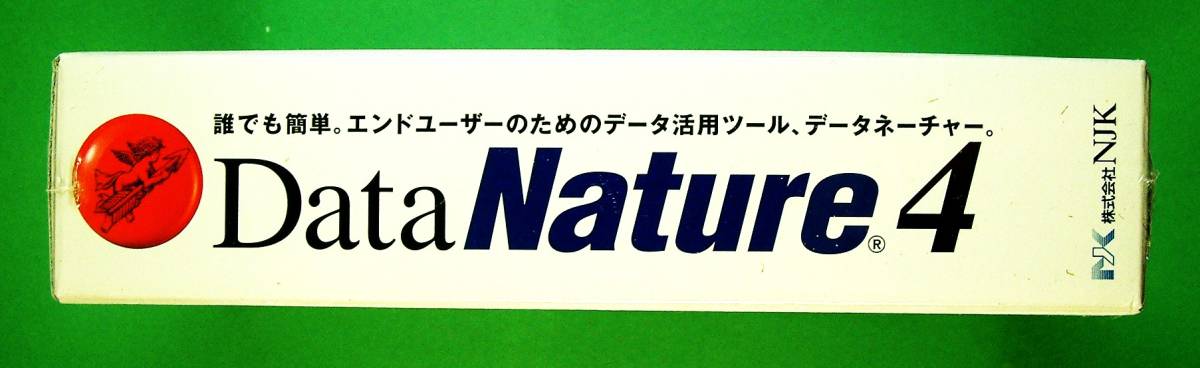 誰でも簡単。エンドユーザーのためのデータ活用ツール、データネーチャー。
Data Nature® 4
NJK 株式会社NJK